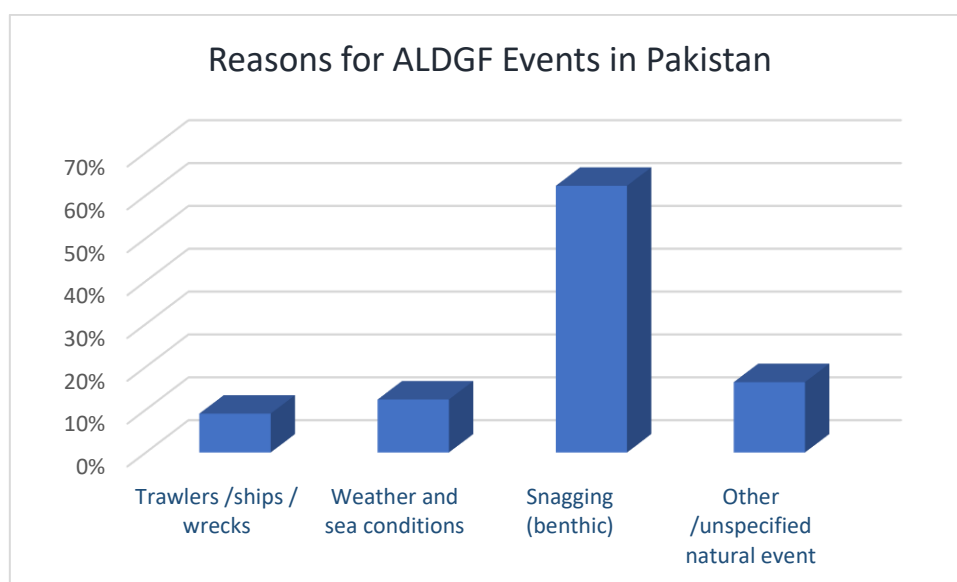 Reasons for ALDGF Events in Pakistan
70%
60%
50%
40%
30%
20%
10%
0%
Trawlers /ships /
wrecks
Weather and
sea conditions
Snagging
(benthic)
Other
/unspecified
natural event